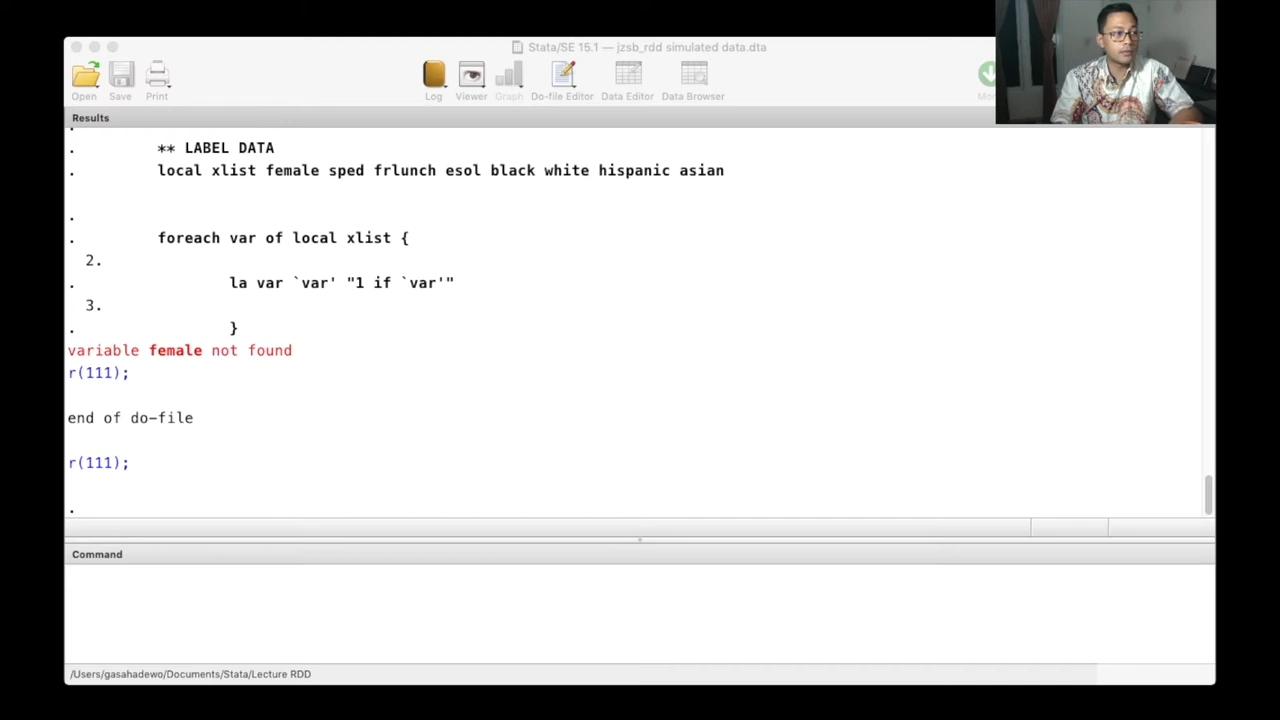 Stata/SE 15.1 — jzsb_rdd simulated data.dta
Open Save Print Log Viewer Graph Do-file Editor Data Editor Data Browser
Results
.
. ** LABEL DATA
. local xlist female sped frlunch esol black white hispanic asian
.
. foreach var of local xlist {
2.
. la var `var' "1 if `var'"
3.
. }
variable female not found
r(111);
end of do-file
r(111);
.
Command
/Users/gasahadewo/Documents/Stata/Lecture RDD